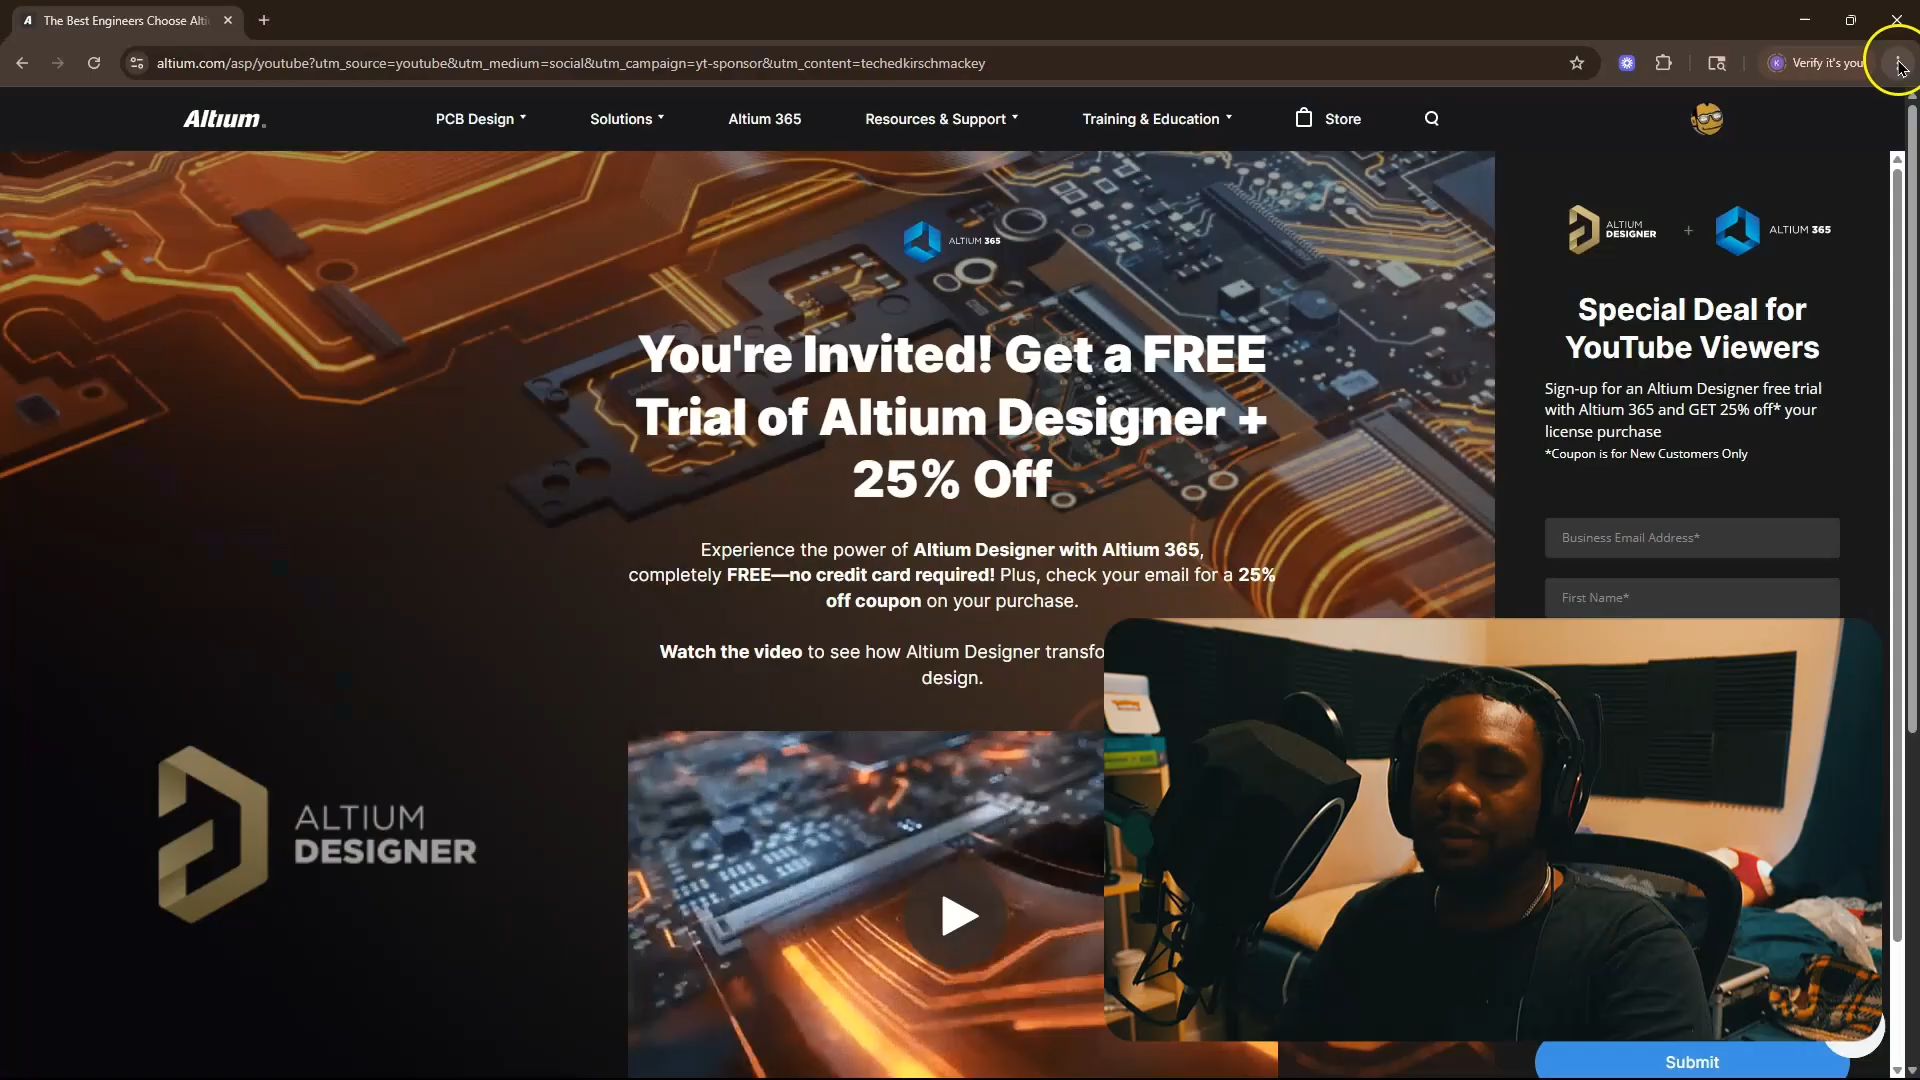 The Best Engineers Choose Alti
altium.com/asp/youtube?utm_source=youtube&utm_medium=social&utm_campaign=yt-sponsor&utm_content=techedkirschmackey
K
Verify it's you
Altium.
PCB Design
Solutions
Altium 365
Resources & Support
Training & Education
Store
ALTIUM 365
You're Invited! Get a FREE
Trial of Altium Designer +
25% Off
Experience the power of Altium Designer with Altium 365,
completely FREE—no credit card required! Plus, check your email for a 25%
off coupon on your purchase.
Watch the video to see how Altium Designer transfo
design.
ALTIUM
DESIGNER
ALTIUM
DESIGNER
+
ALTIUM 365
Special Deal for
YouTube Viewers
Sign-up for an Altium Designer free trial
with Altium 365 and GET 25% off* your
license purchase
*Coupon is for New Customers Only
Business Email Address*
First Name*
Submit